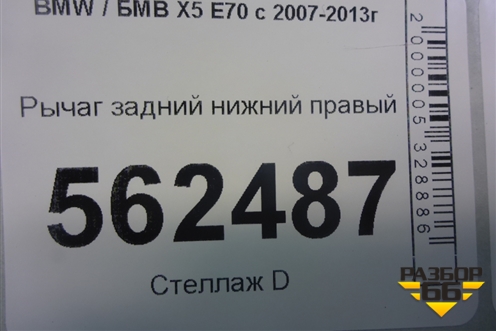 BMW / БМВ X5 E70 с 2007-2013г
Рычаг задний нижний правый
562487
Стеллаж D
2000005328886
РАЗБОР
66